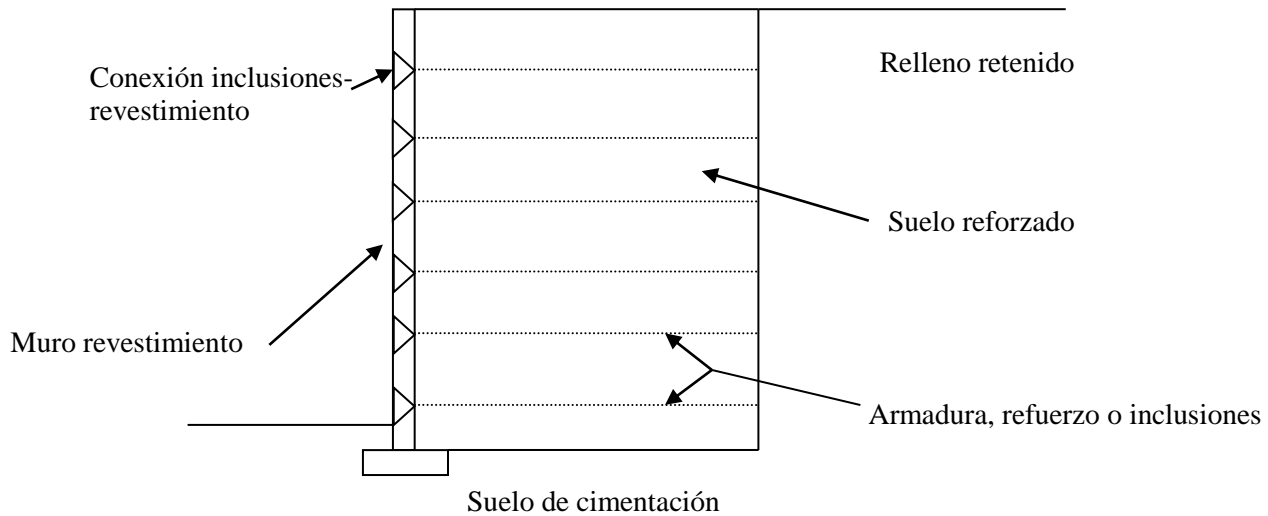 Conexión inclusiones-
revestimiento
Relleno retenido
Suelo reforzado
Muro revestimiento
Armadura, refuerzo o inclusiones
Suelo de cimentación